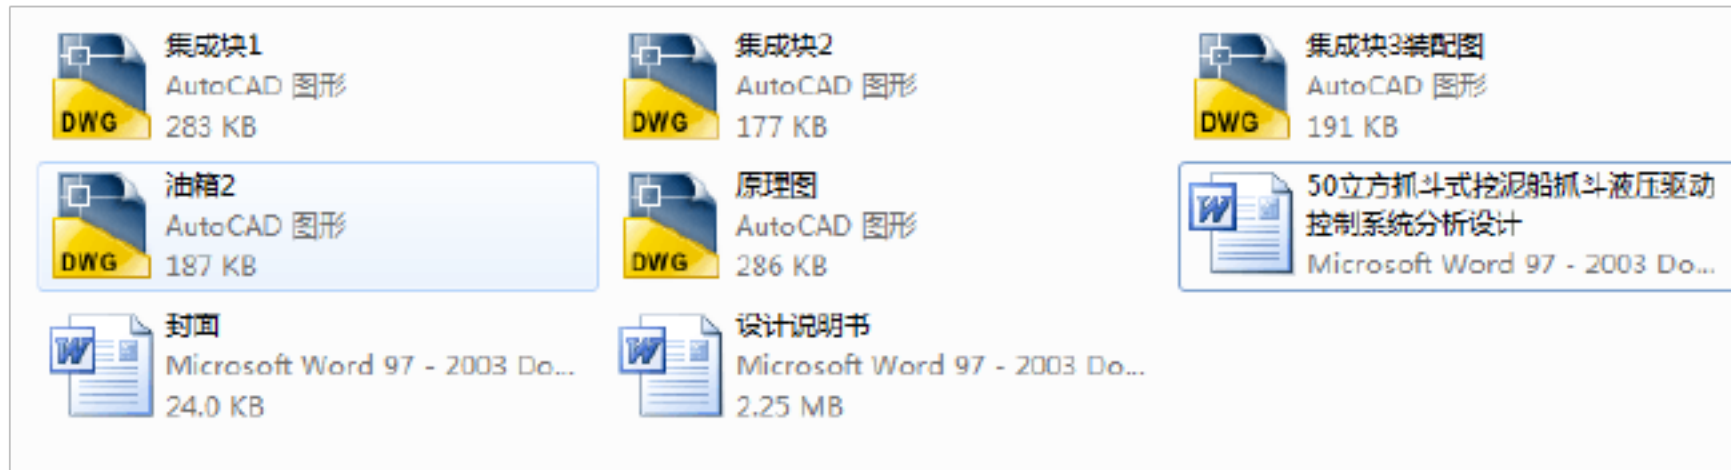 集成块1
AutoCAD 图形
DWG
283 KB
集成块2
AutoCAD 图形
DWG
177 KB
集成块3装配图
AutoCAD 图形
DWG
191 KB
油箱2
AutoCAD 图形
DWG
187 KB
原理图
AutoCAD 图形
DWG
286 KB
50立方抓斗式挖泥船抓斗液压驱动
控制系统分析设计
Microsoft Word 97 - 2003 Do...
封面
Microsoft Word 97 - 2003 Do...
24.0 KB
设计说明书
Microsoft Word 97 - 2003 Do...
2.25 MB